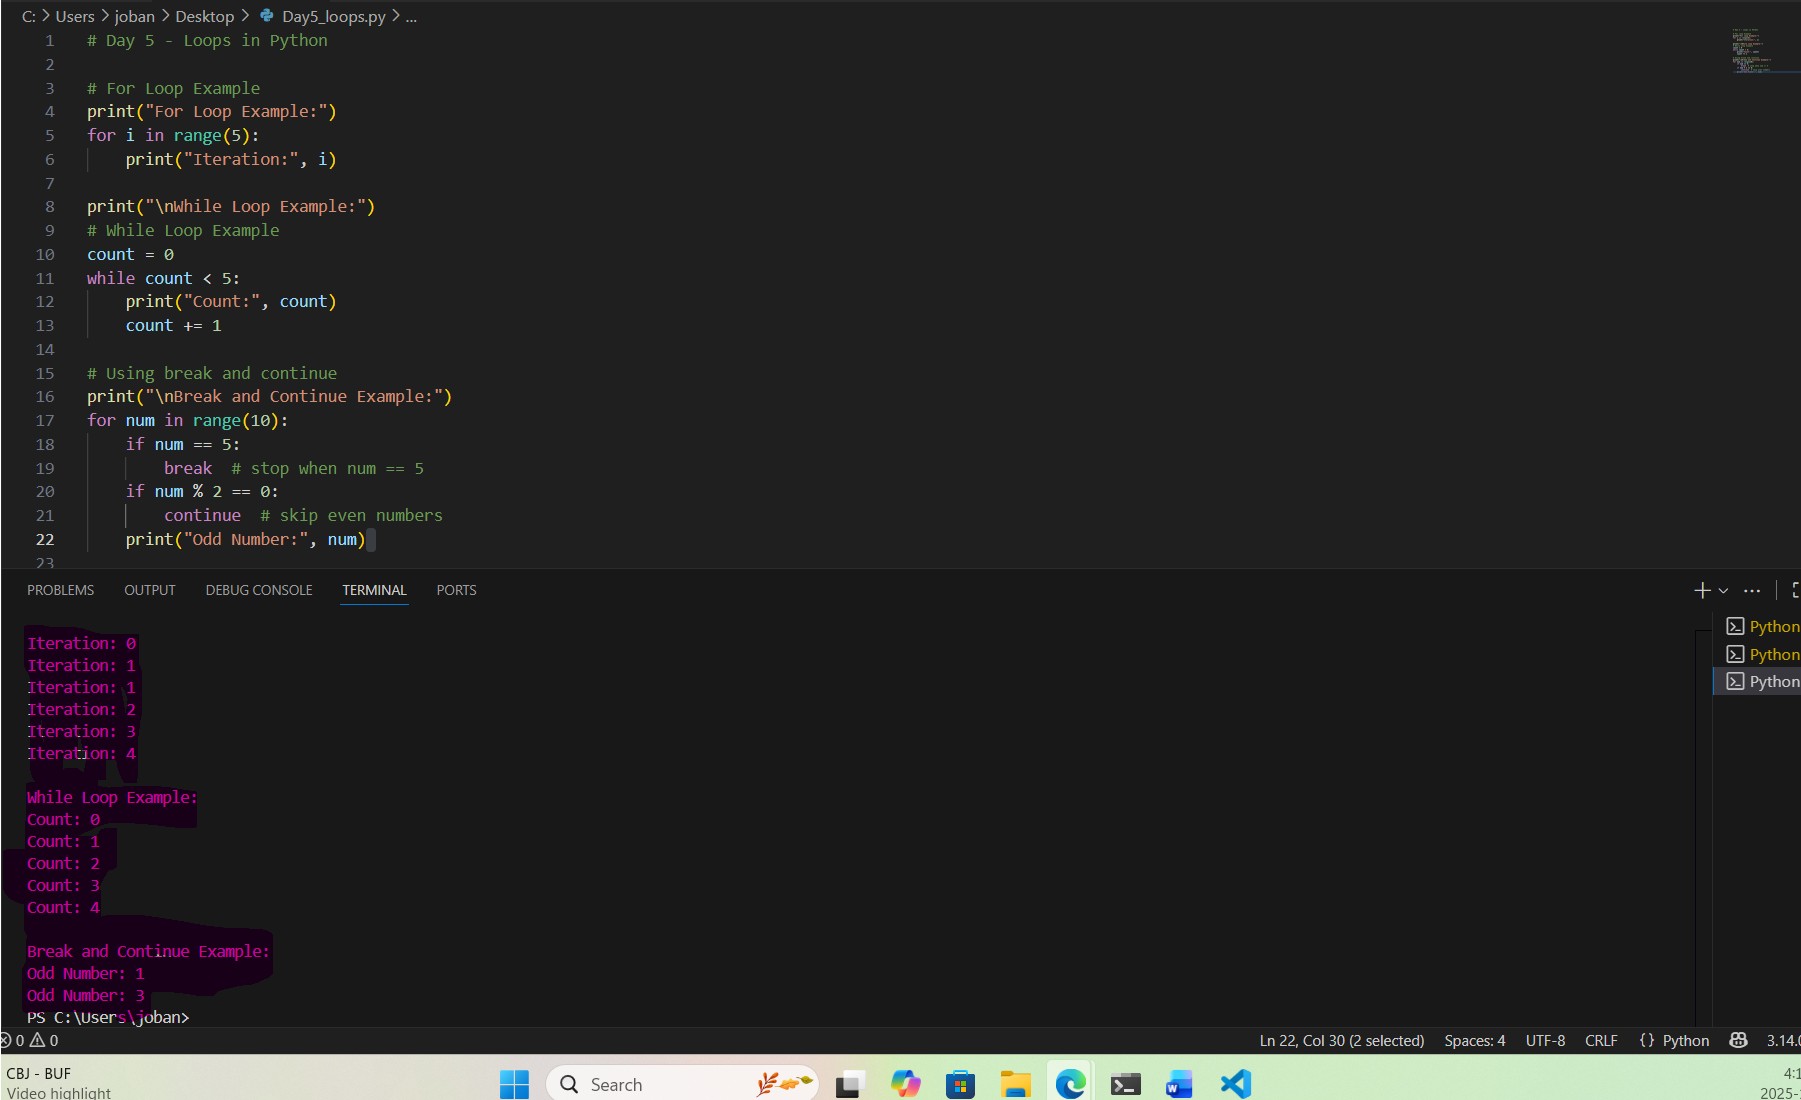 C: > Users > joban > Desktop > Day5_loops.py > ...
1 # Day 5 - Loops in Python
2
3 # For Loop Example
4 print("For Loop Example:")
5 for i in range(5):
6     print("Iteration:", i)
7
8 print("\nWhile Loop Example:")
9 # While Loop Example
10 count = 0
11 while count < 5:
12     print("Count:", count)
13     count += 1
14
15 # Using break and continue
16 print("\nBreak and Continue Example:")
17 for num in range(10):
18     if num == 5:
19         break  # stop when num == 5
20     if num % 2 == 0:
21         continue  # skip even numbers
22     print("Odd Number:", num)
23
PROBLEMS OUTPUT DEBUG CONSOLE TERMINAL PORTS
Iteration: 0
Iteration: 1
Iteration: 1
Iteration: 2
Iteration: 3
Iteration: 4
While Loop Example:
Count: 0
Count: 1
Count: 2
Count: 3
Count: 4
Break and Continue Example:
Odd Number: 1
Odd Number: 3
PS C:\Users\joban>
Python
Python
Python
0 0 Ln 22, Col 30 (2 selected) Spaces: 4 UTF-8 CRLF {} Python 3.14.0
CBJ - BUF
Video highlight
Search
4:1
2025-